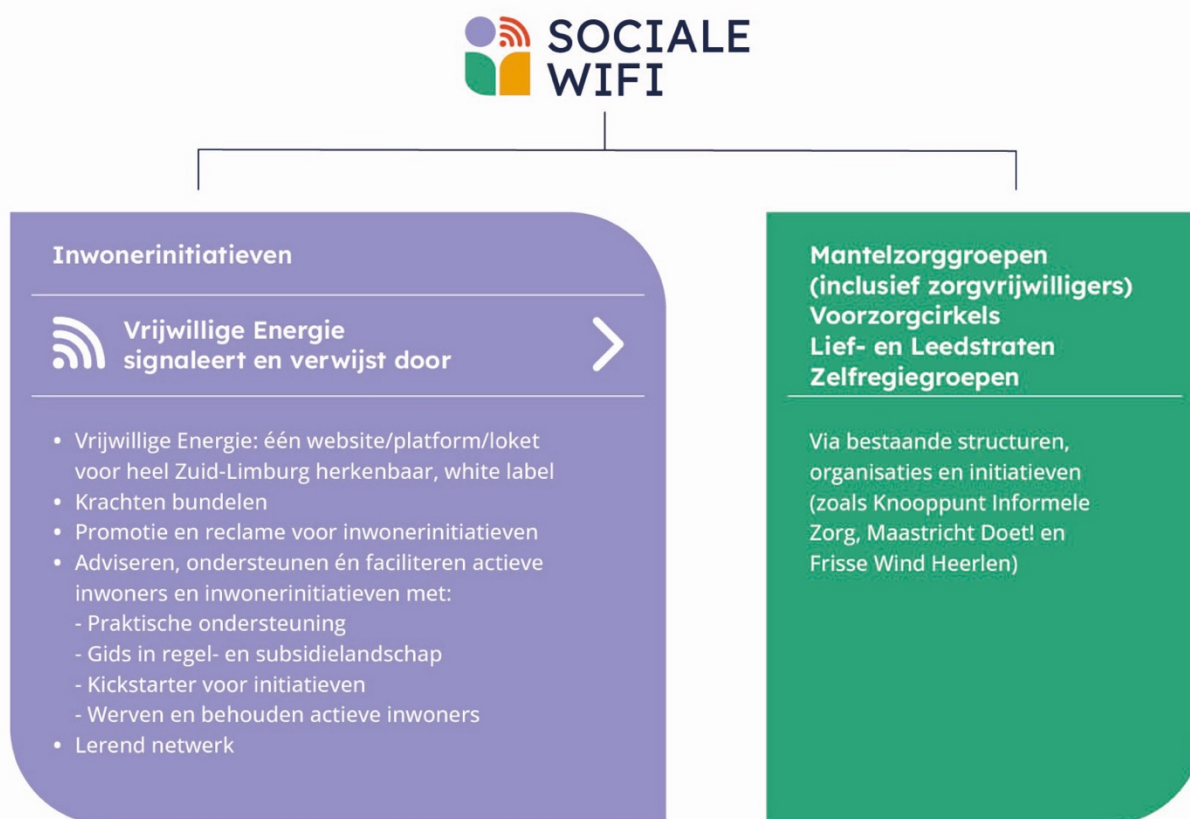 SOCIALE
WIFI
Inwonerinitiatieven
Vrijwillige Energie
signaleert en verwijst door
• Vrijwillige Energie: één website/platform/loket
voor heel Zuid-Limburg herkenbaar, white label
• Krachten bundelen
• Promotie en reclame voor inwonerinitiatieven
• Adviseren, ondersteunen én faciliteren actieve
inwoners en inwonerinitiatieven met:
- Praktische ondersteuning
- Gids in regel- en subsidielandschap
- Kickstarter voor initiatieven
- Werven en behouden actieve inwoners
• Lerend netwerk
Mantelzorggroepen
(inclusief zorgvrijwilligers)
Voorzorgcirkels
Lief- en Leedstraten
Zelfregiegroepen
Via bestaande structuren,
organisaties en initiatieven
(zoals Knooppunt Informele
Zorg, Maastricht Doet! en
Frisse Wind Heerlen)